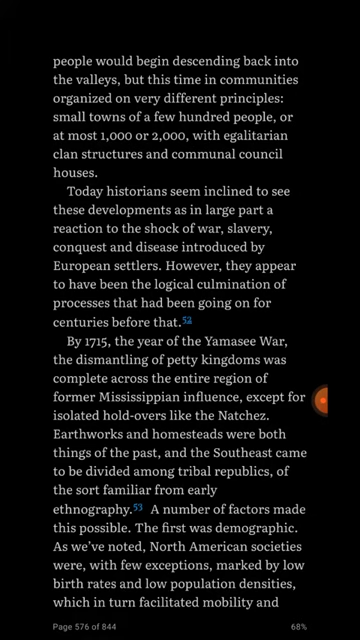 people would begin descending back into
the valleys, but this time in communities
organized on very different principles:
small towns of a few hundred people, or
at most 1,000 or 2,000, with egalitarian
clan structures and communal council
houses.
Today historians seem inclined to see
these developments as in large part a
reaction to the shock of war, slavery,
conquest and disease introduced by
European settlers. However, they appear
to have been the logical culmination of
processes that had been going on for
centuries before that.52
By 1715, the year of the Yamasee War,
the dismantling of petty kingdoms was
complete across the entire region of
former Mississippian influence, except for
isolated hold-overs like the Natchez.
Earthworks and homesteads were both
things of the past, and the Southeast came
to be divided among tribal republics, of
the sort familiar from early
ethnography.53 A number of factors made
this possible. The first was demographic.
As we’ve noted, North American societies
were, with few exceptions, marked by low
birth rates and low population densities,
which in turn facilitated mobility and
Page 576 of 844 68%